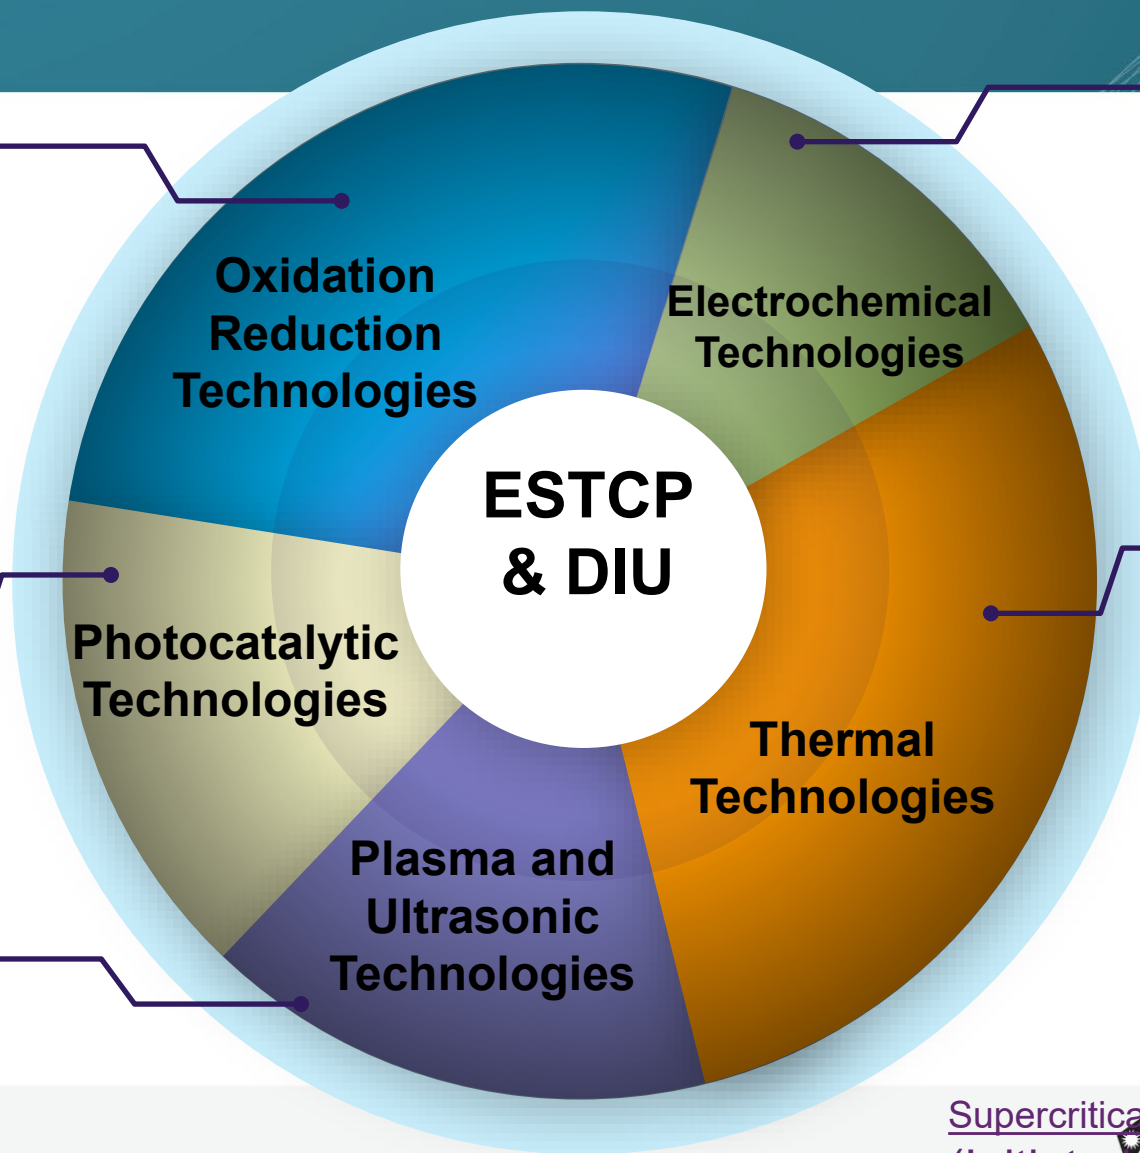 Oxidation
Reduction
Technologies
Electrochemical
Technologies
ESTCP
& DIU
Photocatalytic
Technologies
Thermal
Technologies
Plasma and
Ultrasonic
Technologies